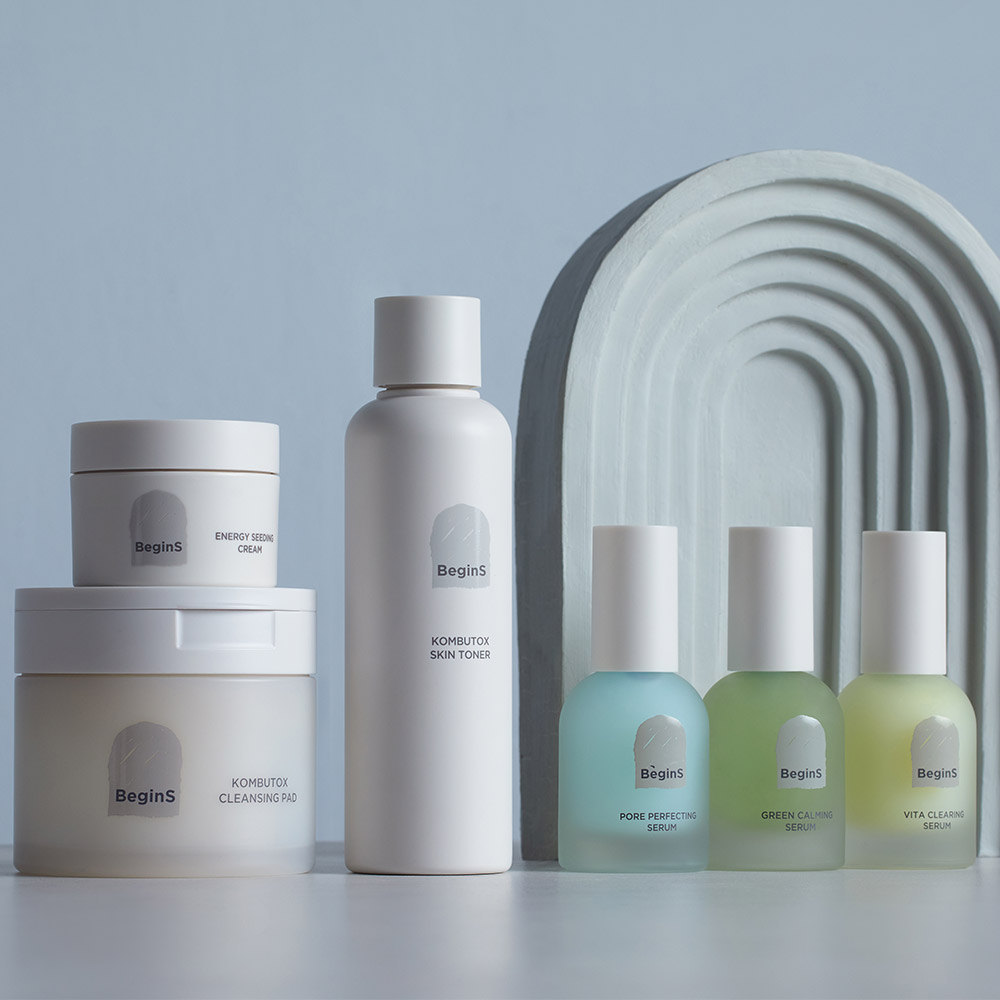 BeginS
ENERGY SEEDING
CREAM
BeginS
KOMBUTOX
CLEANSING PAD
BeginS
KOMBUTOX
SKIN TONER
BeginS
PORE PERFECTING
SERUM
BeginS
GREEN CALMING
SERUM
BeginS
VITA CLEARING
SERUM